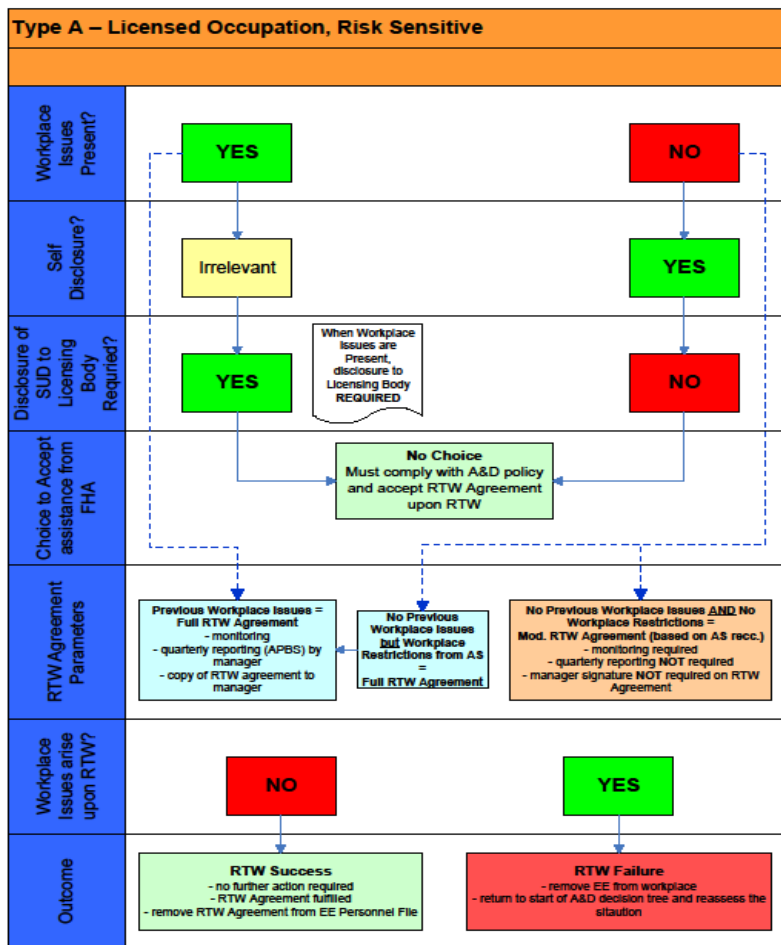 Type A – Licensed Occupation, Risk Sensitive
Workplace
Issues
Present?
YES
NO
Self
Disclosure?
Irrelevant
YES
Disclosure of
SUD to
Licensing
Body
Requried?
YES
When Workplace
Issues are
Present,
disclosure to
Licensing Body
REQUIRED
NO
Choice to Accept
assistance from
FHA
No Choice
Must comply with A&D policy
and accept RTW Agreement
upon RTW
RTW Agreement
Parameters
Previous Workplace Issues =
Full RTW Agreement
- monitoring
- quarterly reporting (APBS) by
manager
- copy of RTW agreement to
manager
No Previous
Workplace Issues
but Workplace
Restrictions from AS
=
Full RTW Agreement
No Previous Workplace Issues AND No
Workplace Restrictions =
Mod. RTW Agreement (based on AS recc.)
- monitoring required
- quarterly reporting NOT required
- manager signature NOT required on RTW
Agreement
Workplace
Issues arise
upon RTW?
NO
YES
Outcome
RTW Success
- no further action required
- RTW Agreement fulfilled
- remove RTW Agreement from EE Personnel File
RTW Failure
- remove EE from workplace
- return to start of A&D decision tree and reassess the
sitaution